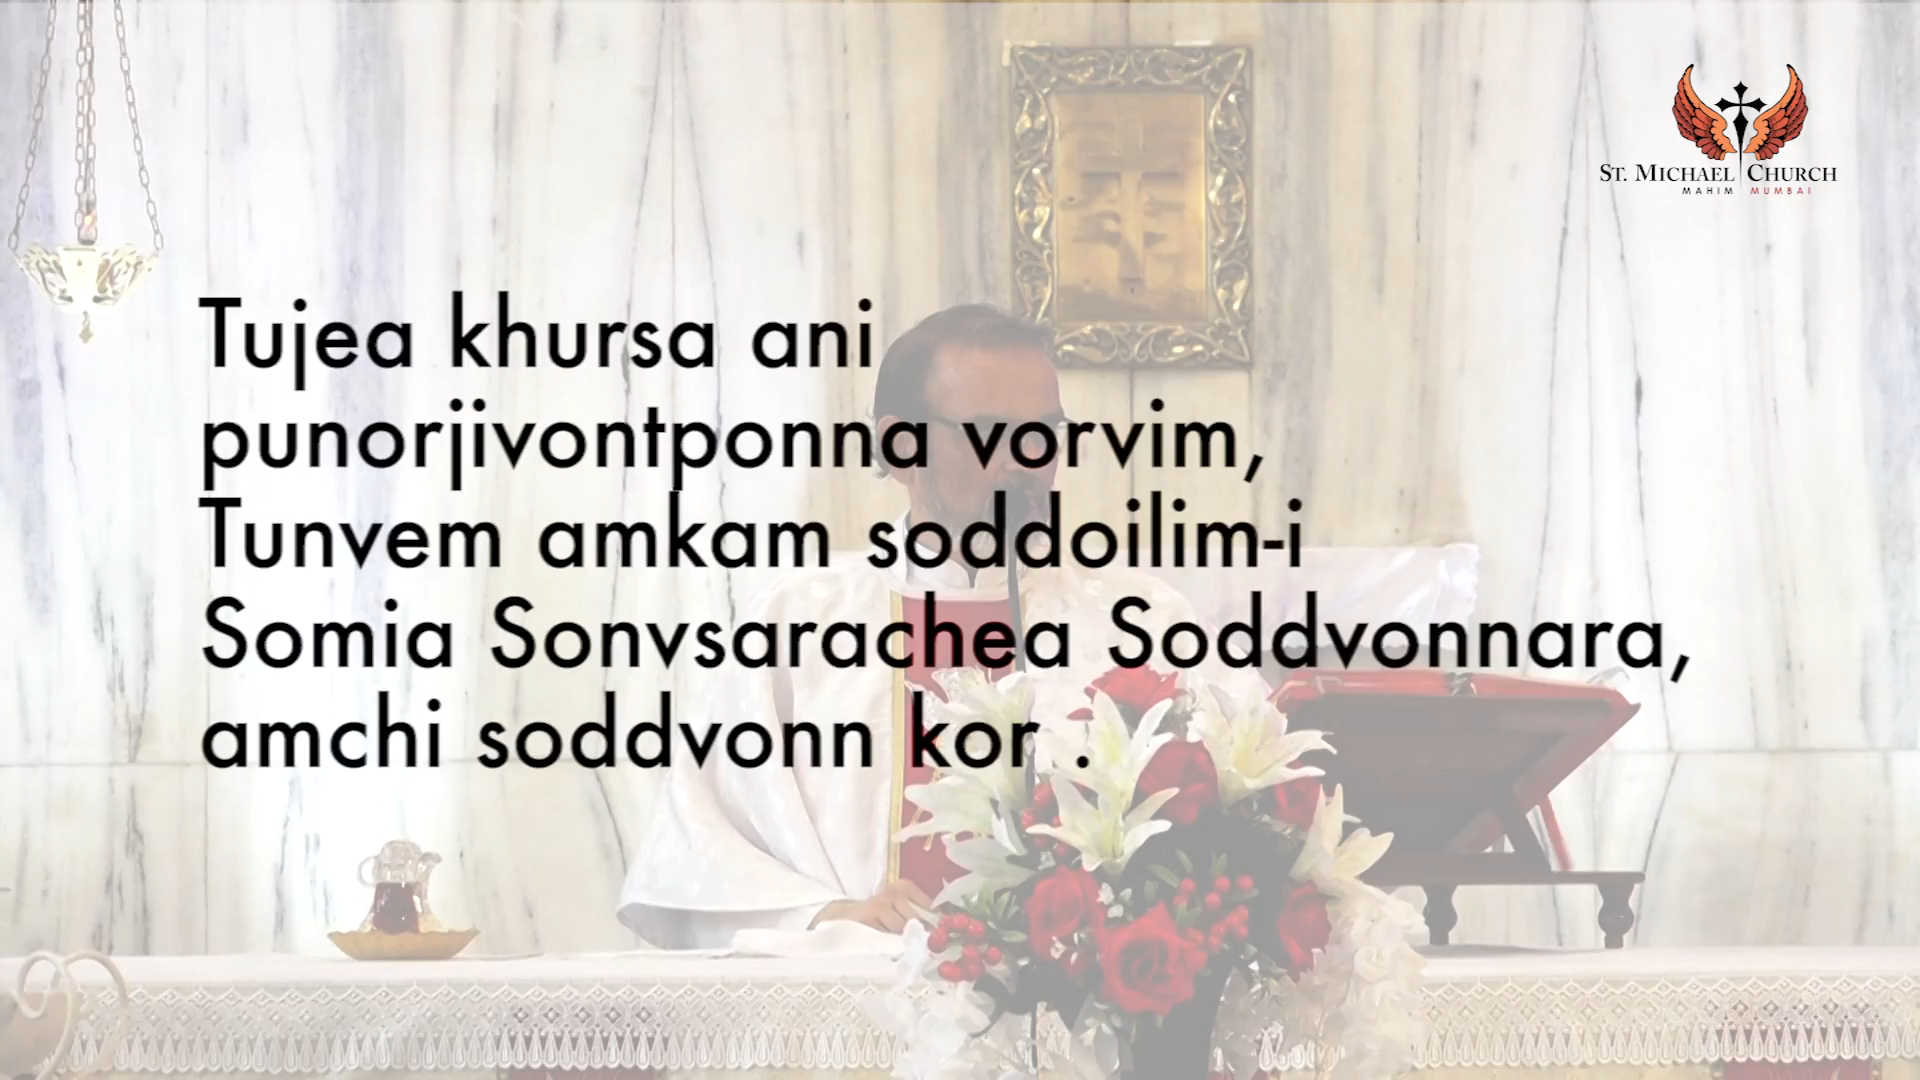 ST. MICHAEL CHURCH
MAHIM MUMBAI
Tujea khursa ani
punorjivontponna vorvim,
Tunvem amkam soddoilim-i
Somia Sonvsarachea Soddvonnara,
amchi soddvonn kor .